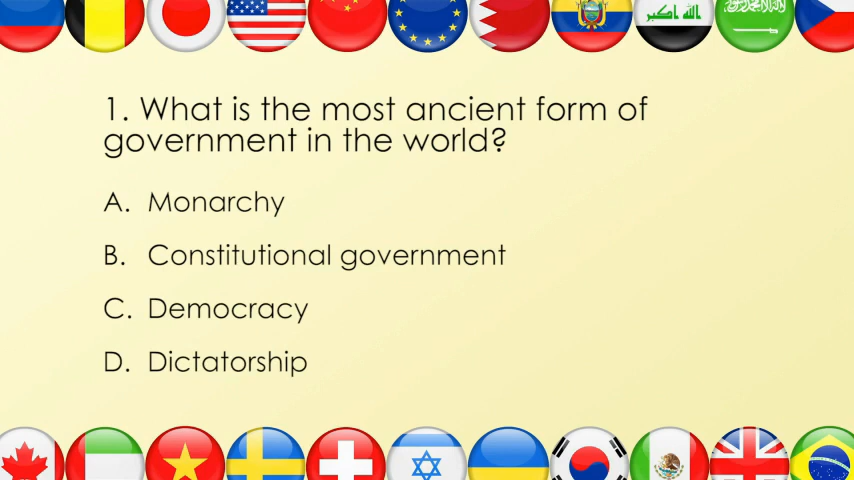 1. What is the most ancient form of
government in the world?
A. Monarchy
B. Constitutional government
C. Democracy
D. Dictatorship